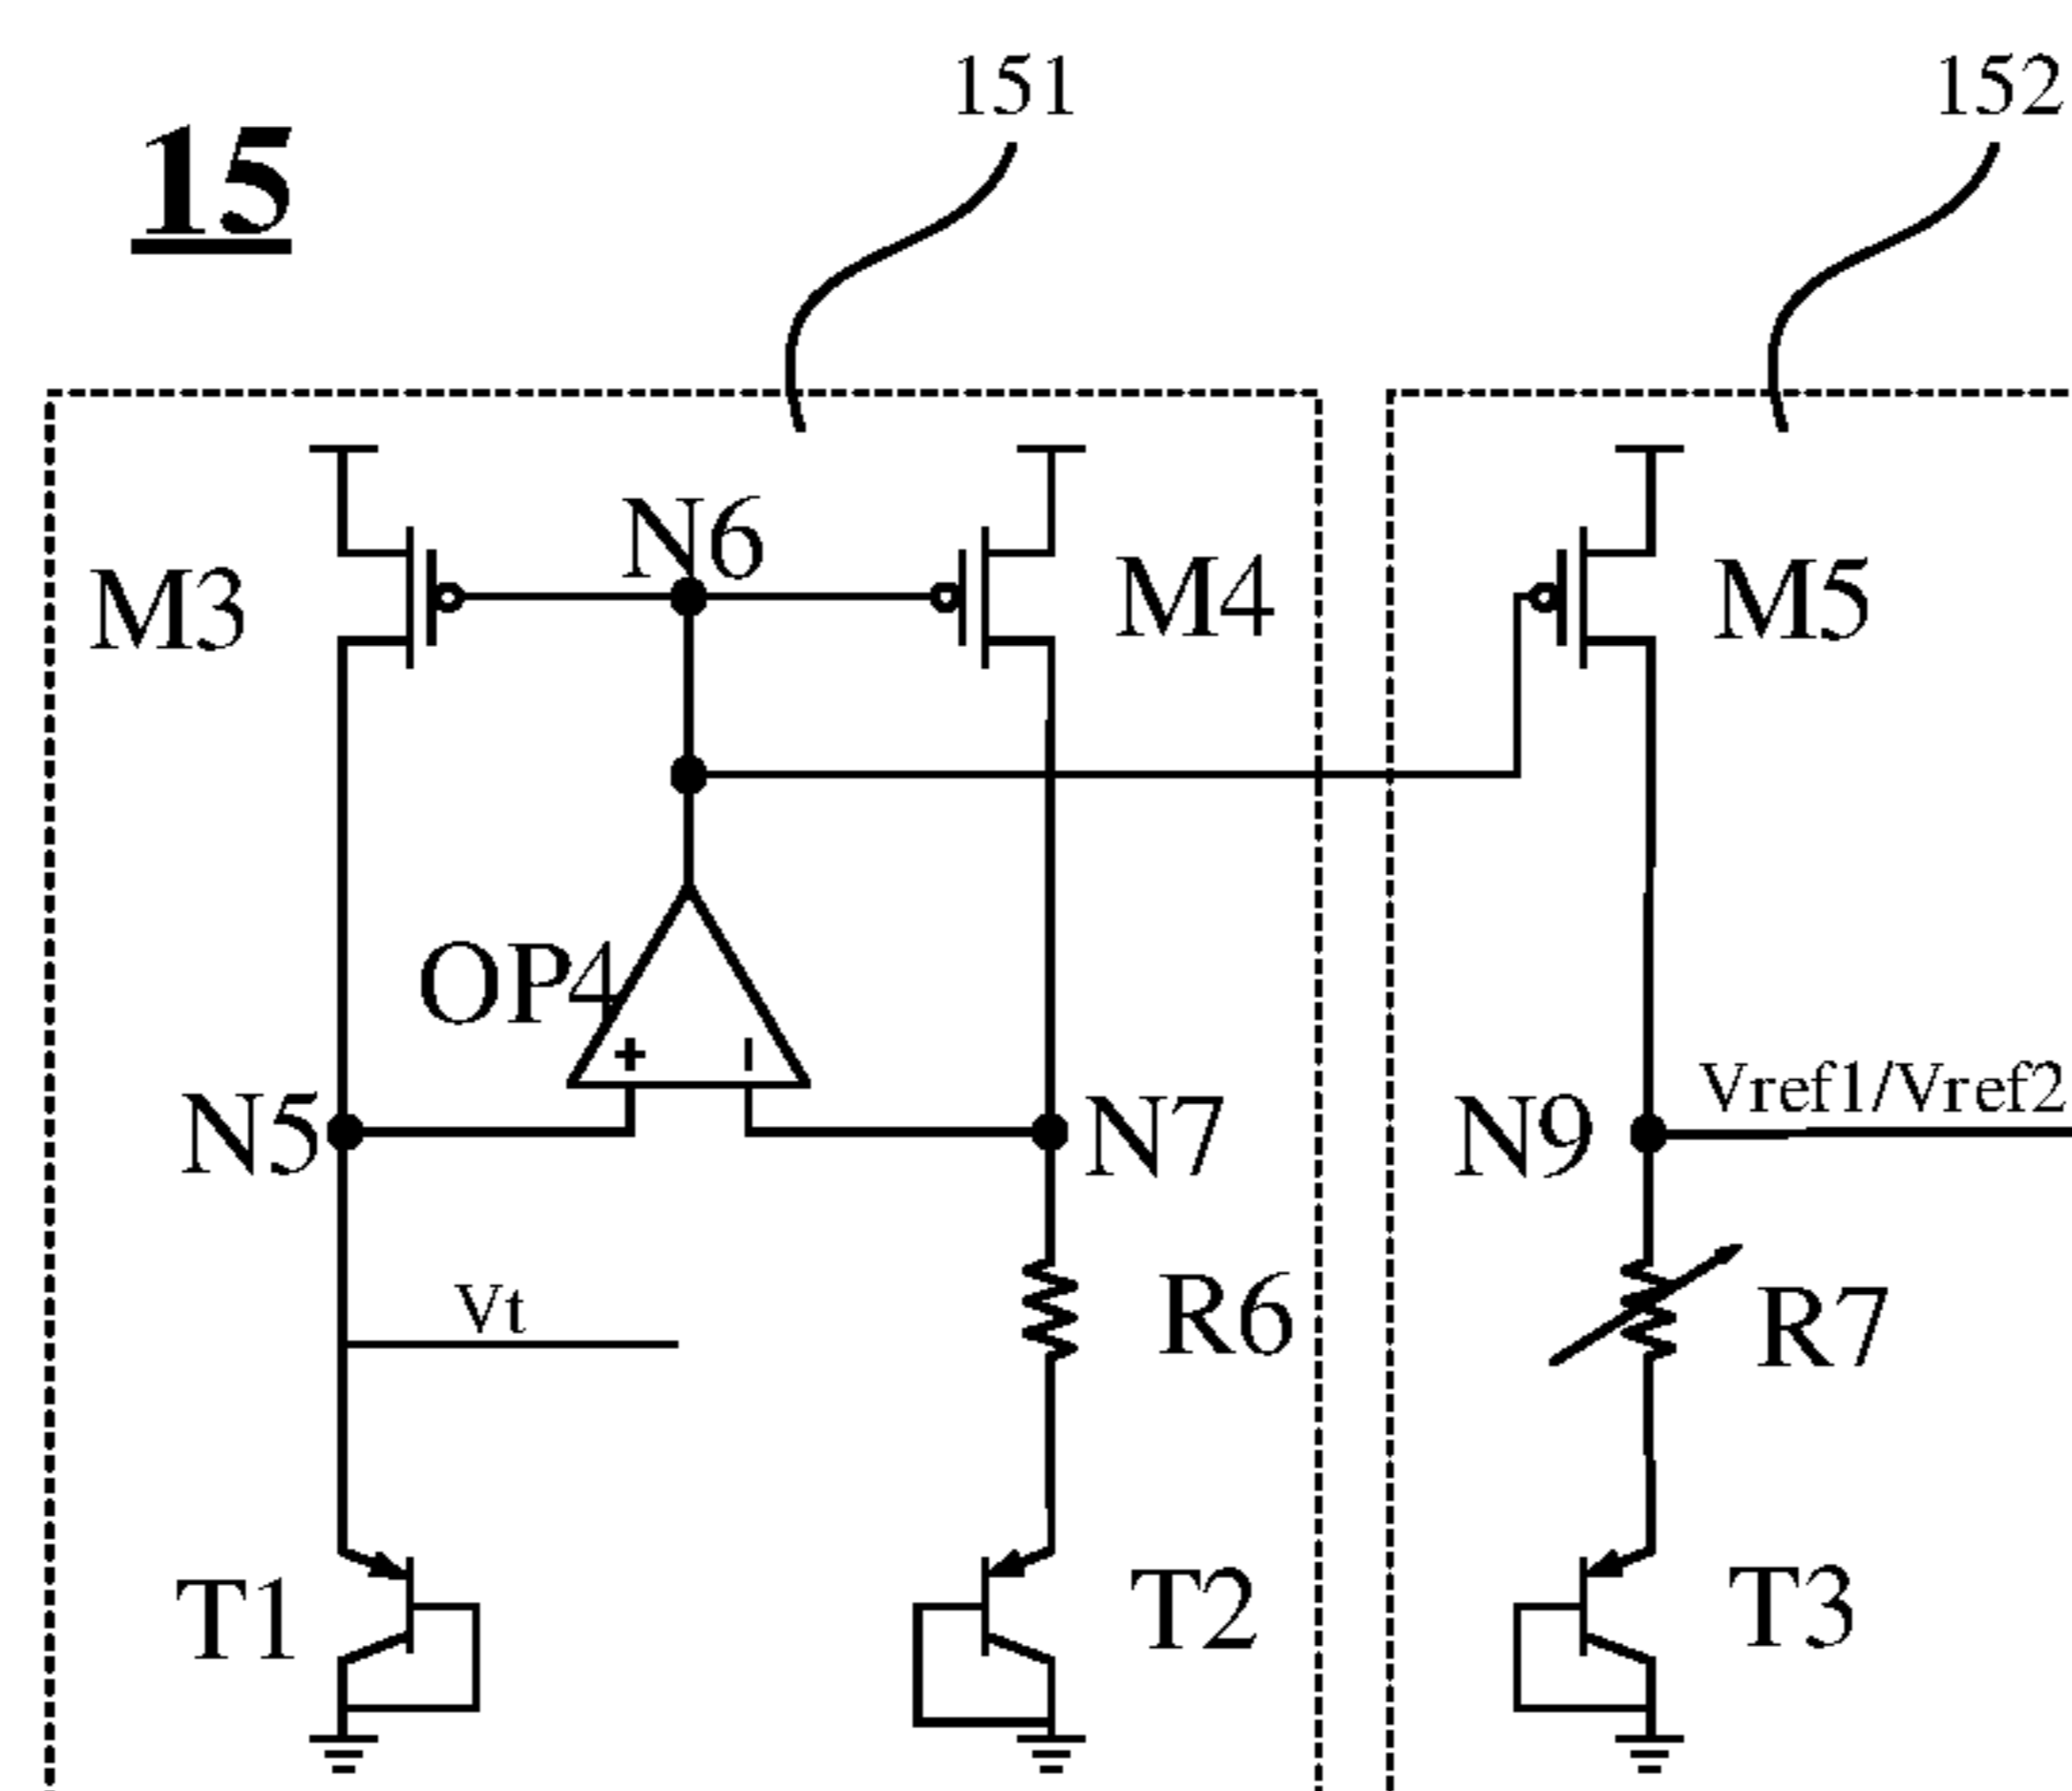 151
152
15
N6
M3
M4
M5
OP4
+
-
N5
N7
N9
Vref1/Vref2
Vt
R6
R7
T1
T2
T3